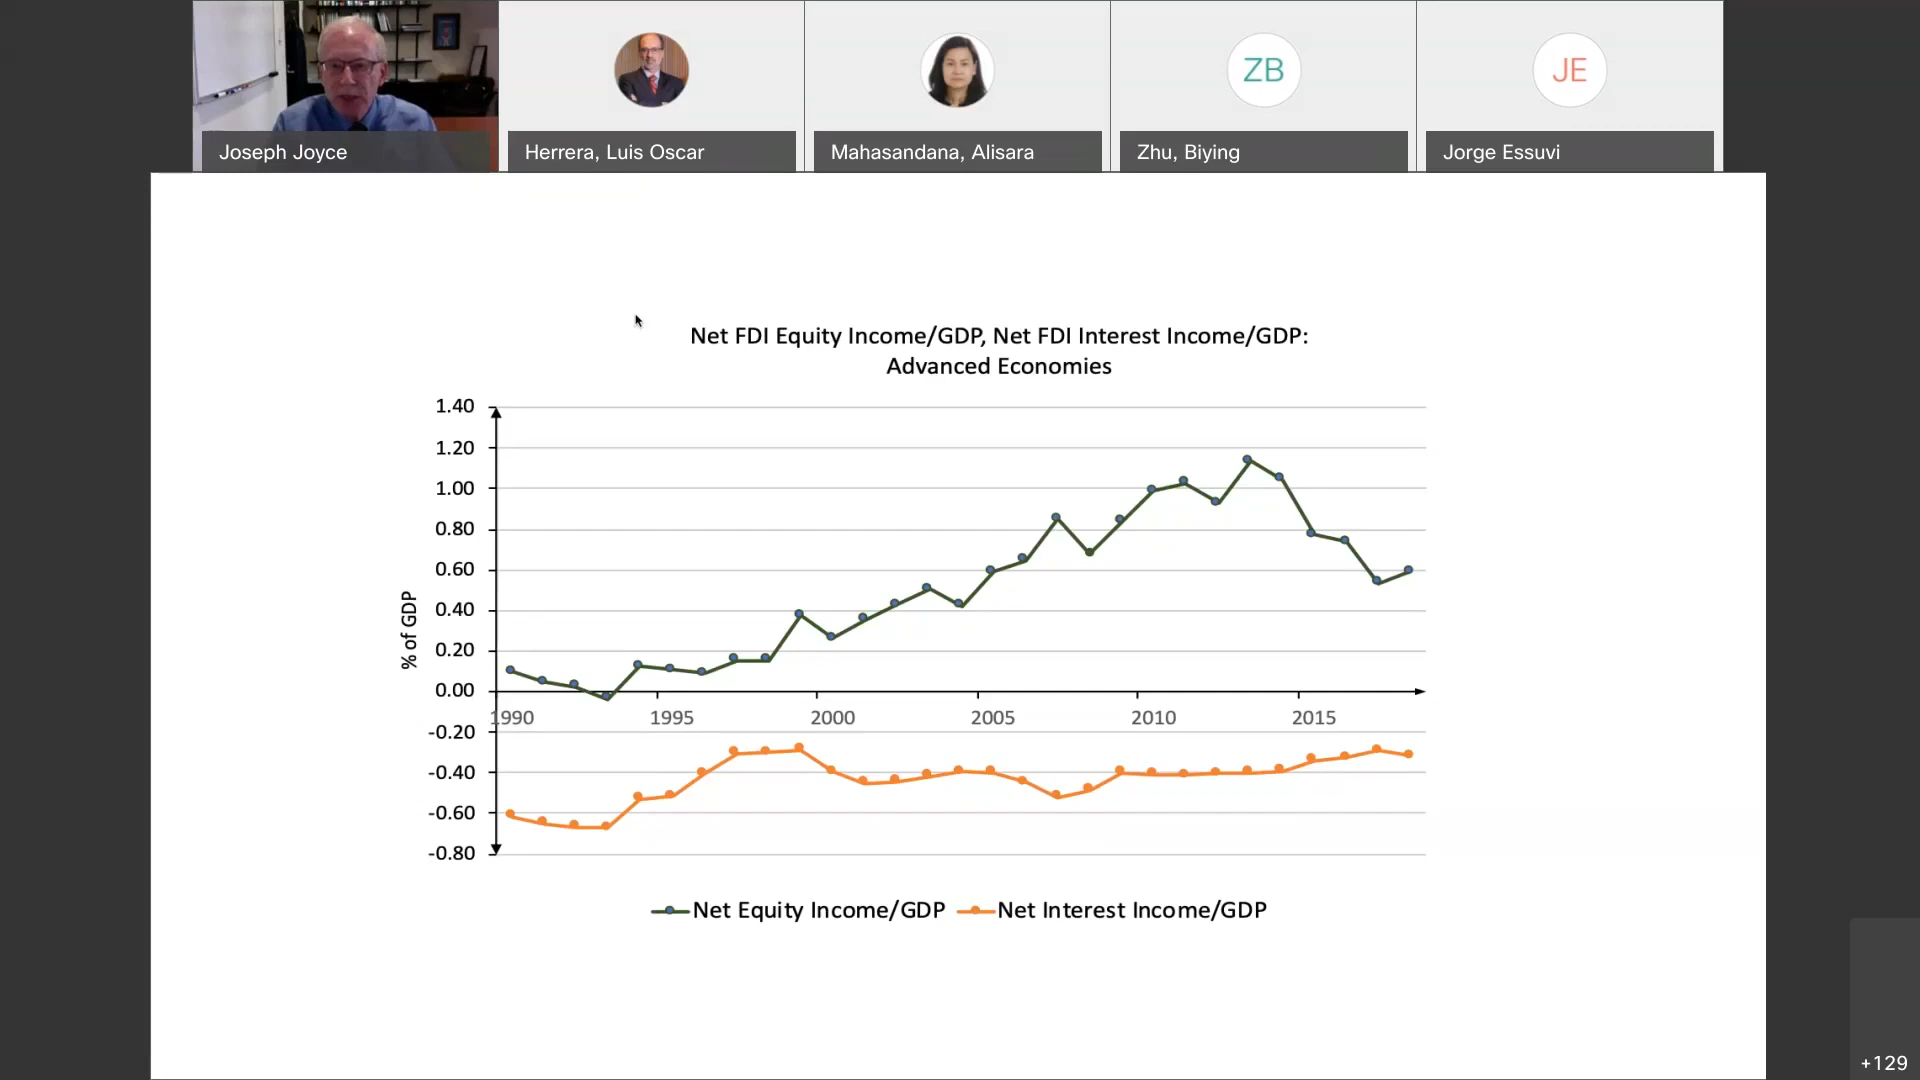 Joseph Joyce
Herrera, Luis Oscar
Mahasandana, Alisara
ZB
Zhu, Biying
JE
Jorge Essuvi
Net FDI Equity Income/GDP, Net FDI Interest Income/GDP:
Advanced Economies
1.40
1.20
1.00
0.80
0.60
0.40
0.20
0.00
-0.20
-0.40
-0.60
-0.80
% of GDP
1990 1995 2000 2005 2010 2015
Net Equity Income/GDP Net Interest Income/GDP
+129